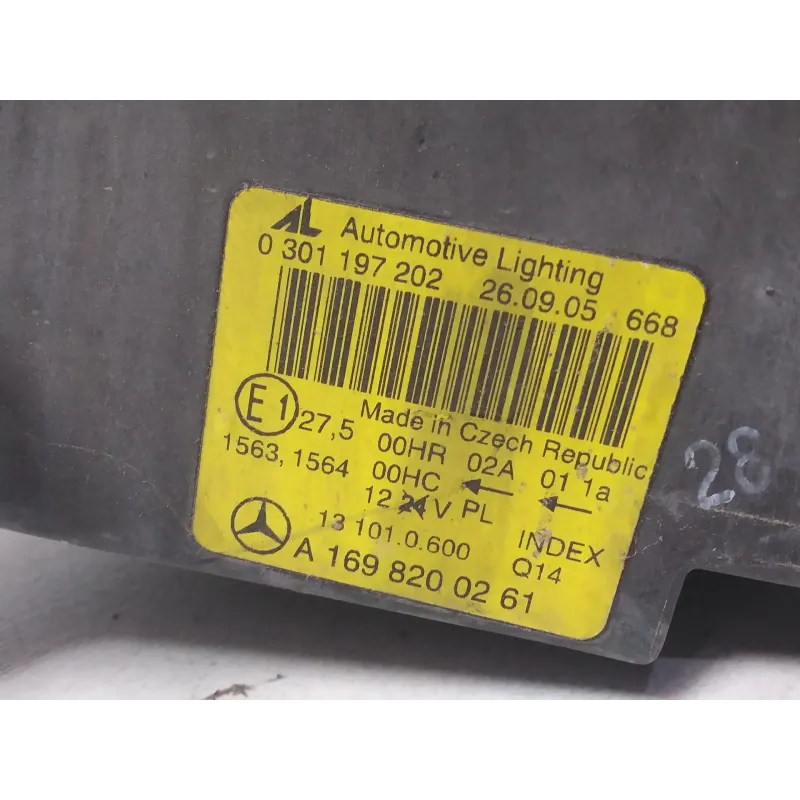 AL Automotive Lighting
0 301 197 202 26.09.05 668
Made in Czech Republic
E1 27,5 00HR 02A 01 1a
1563, 1564 00HC ← ←
12 24V PL
13 101.0.600 INDEX
A 169 820 02 61 Q14
28